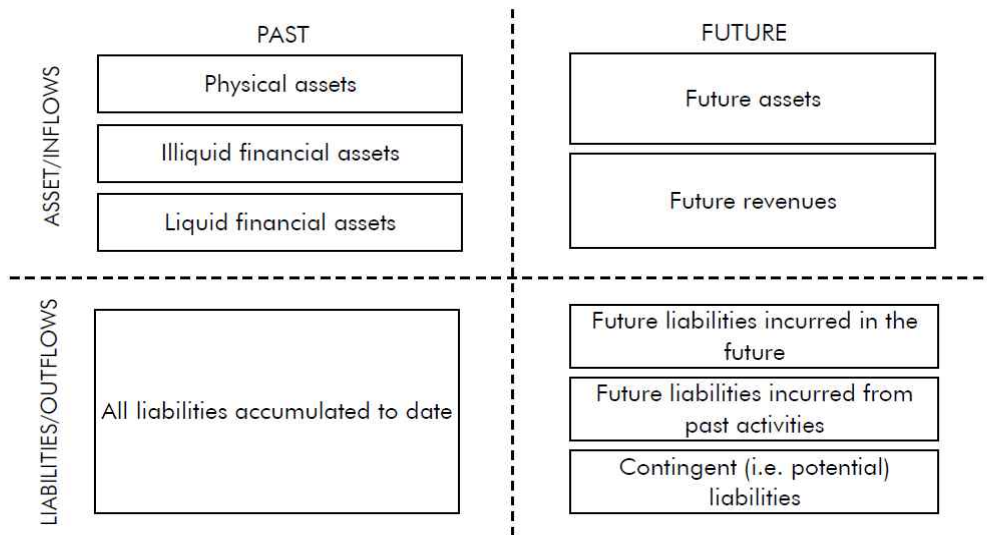 PAST
FUTURE
ASSET/INFLOWS
Physical assets
Illiquid financial assets
Liquid financial assets
Future assets
Future revenues
LIABILITIES/OUTFLOWS
All liabilities accumulated to date
Future liabilities incurred in the
future
Future liabilities incurred from
past activities
Contingent (i.e. potential)
liabilities